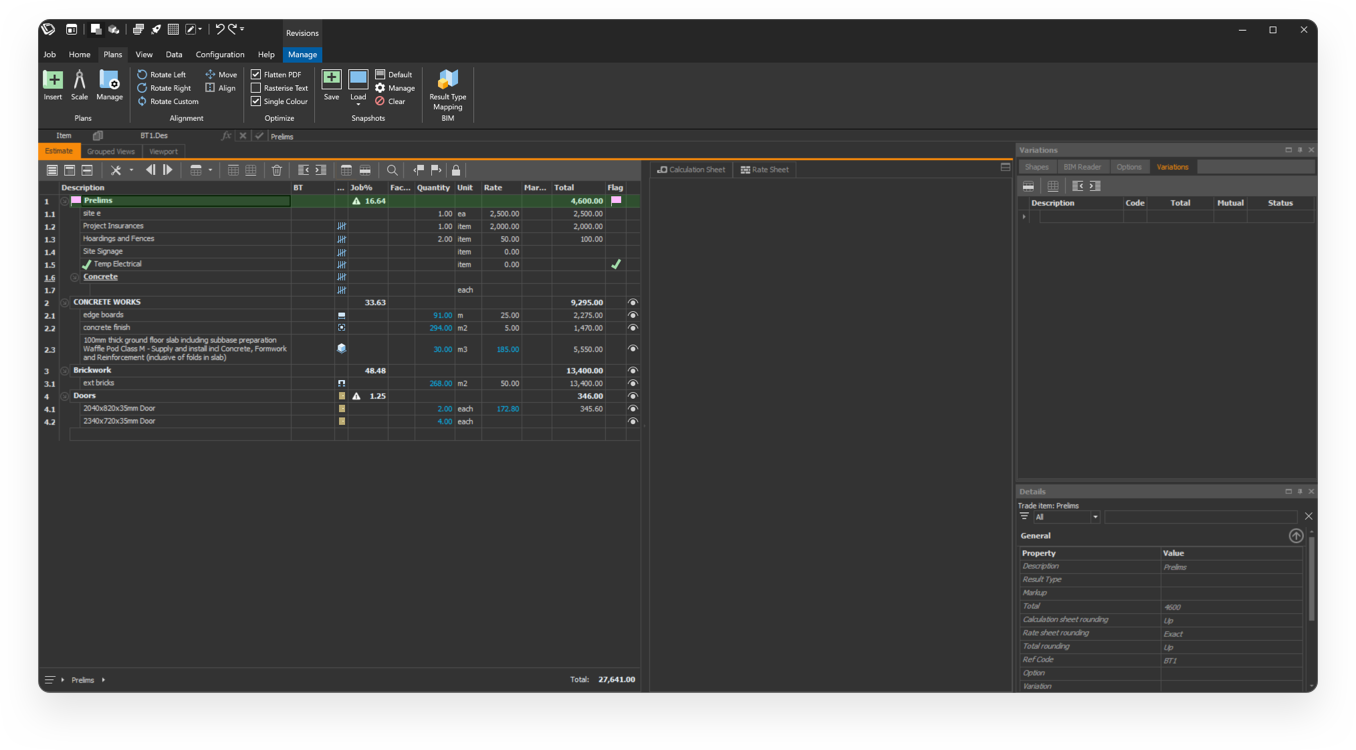 Revisions
Job Home Plans View Data Configuration Help Manage
Insert Scale Manage
Plans
Rotate Left Move
Rotate Right Align
Rotate Custom
Alignment
Flatten PDF
Rasterise Text
Single Colour
Optimize
Save Load
Default
Manage
Clear
Snapshots
Result Type
Mapping
BIM
Item BT1.Des fx Prelims
Estimate Grouped Views Viewport
Description BT ... Job% Fac... Quantity Unit Rate Mar... Total Flag
1 Prelims 16.64 4,600.00
1.1 site e 1.00 ea 2,500.00 2,500.00
1.2 Project Insurances 1.00 item 2,000.00 2,000.00
1.3 Hoardings and Fences 2.00 item 50.00 100.00
1.4 Site Signage item 0.00
1.5 Temp Electrical item 0.00
1.6 Concrete
1.7 each
2 CONCRETE WORKS 33.63 9,295.00
2.1 edge boards 91.00 m 25.00 2,275.00
2.2 concrete finish 294.00 m2 5.00 1,470.00
100mm thick ground floor slab including subbase preparation
2.3 Waffle Pod Class M - Supply and install incl Concrete, Formwork 30.00 m3 185.00 5,550.00
and Reinforcement (inclusive of folds in slab)
3 Brickwork 48.48 13,400.00
3.1 ext bricks 268.00 m2 50.00 13,400.00
4 Doors 1.25 346.00
4.1 2040x820x35mm Door 2.00 each 172.80 345.60
4.2 2340x720x35mm Door 4.00 each
Prelims Total: 27,641.00
Calculation Sheet Rate Sheet
Variations
Shapes BIM Reader Options Variations
Description Code Total Mutual Status
Details
Trade item: Prelims
All
General
Property Value
Description Prelims
Result Type
Markup
Total 4600
Calculation sheet rounding Up
Rate sheet rounding Exact
Total rounding Up
Ref Code BT1
Option
Variation